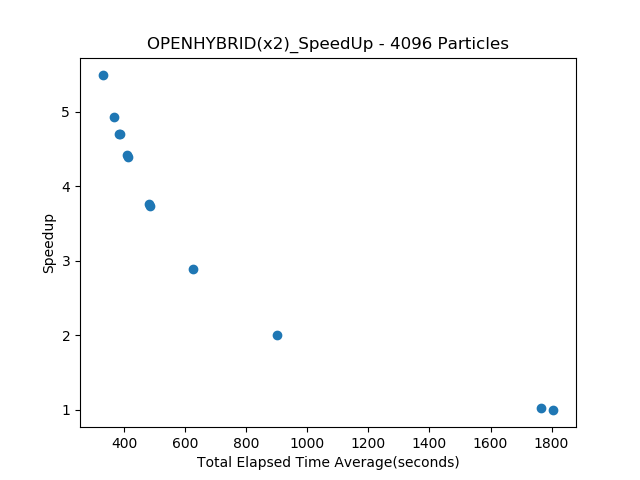 OPENHYBRID(x2)_SpeedUp - 4096 Particles
5
4
3
2
1
Speedup
400 600 800 1000 1200 1400 1600 1800
Total Elapsed Time Average(seconds)